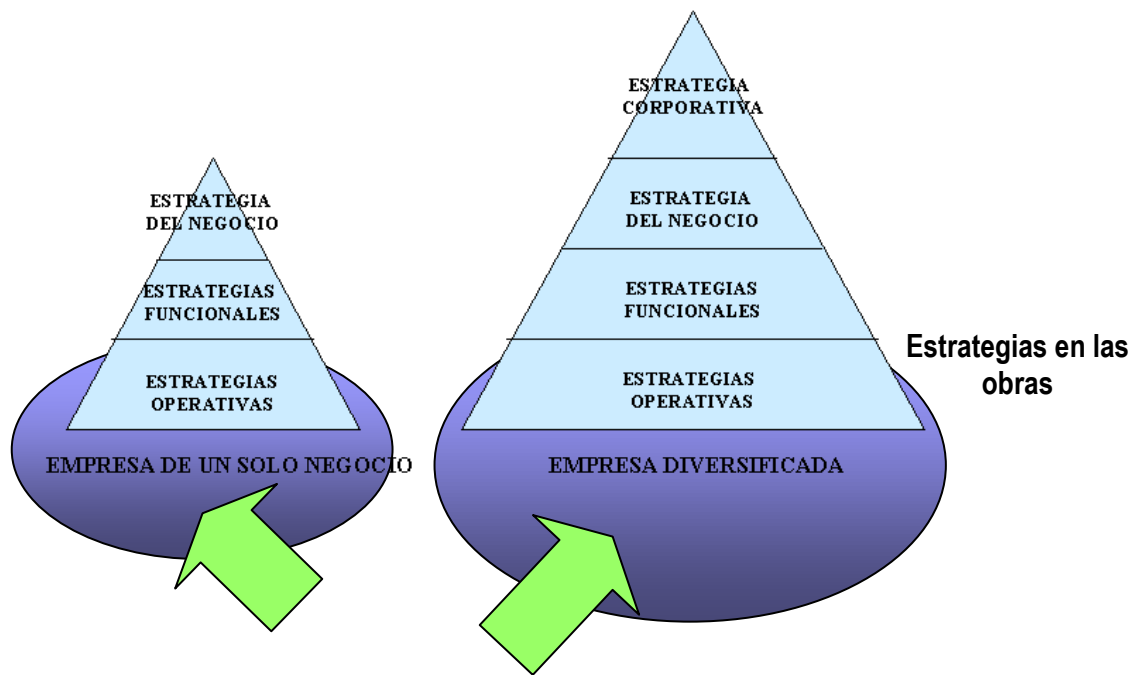 ESTRATEGIA
DEL NEGOCIO
ESTRATEGIAS
FUNCIONALES
ESTRATEGIAS
OPERATIVAS
EMPRESA DE UN SOLO NEGOCIO
ESTRATEGIA
CORPORATIVA
ESTRATEGIA
DEL NEGOCIO
ESTRATEGIAS
FUNCIONALES
ESTRATEGIAS
OPERATIVAS
EMPRESA DIVERSIFICADA
Estrategias en las
obras